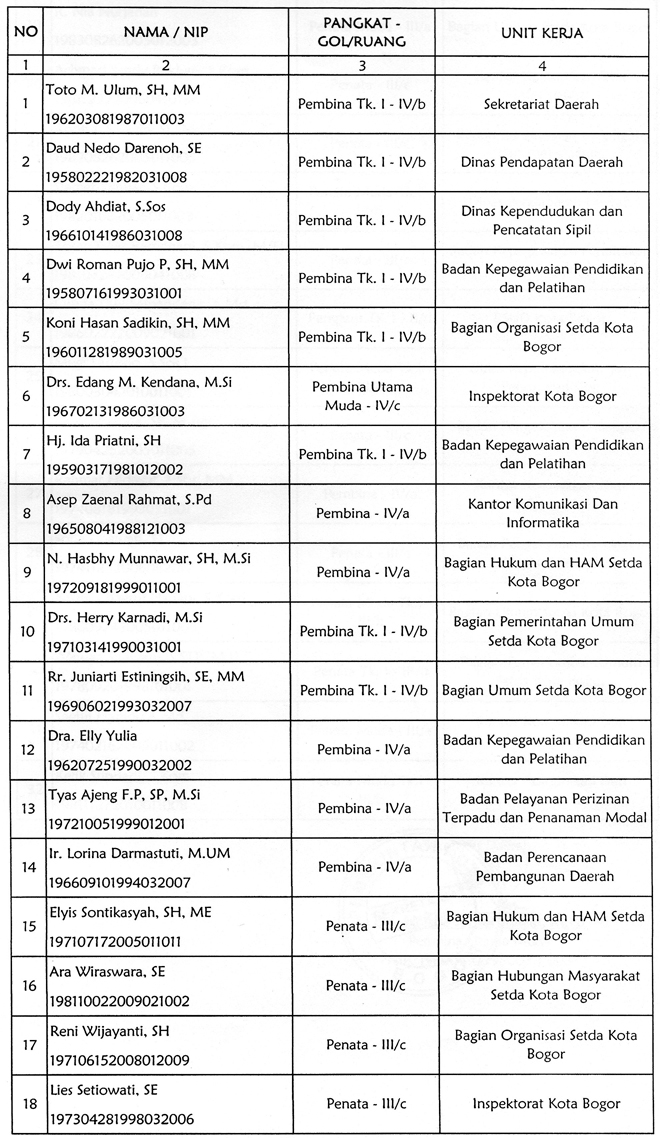 NO NAMA / NIP PANGKAT - GOL/RUANG UNIT KERJA
1 2 3 4
1 Toto M. Ulum, SH, MM
196203081987011003 Pembina Tk. I - IV/b Sekretariat Daerah
2 Daud Nedo Darenoh, SE
195802221982031008 Pembina Tk. I - IV/b Dinas Pendapatan Daerah
3 Dody Ahdiat, S.Sos
196610141986031008 Pembina Tk. I - IV/b Dinas Kependudukan dan
Pencatatan Sipil
4 Dwi Roman Pujo P, SH, MM
195807161993031001 Pembina Tk. I - IV/b Badan Kepegawaian Pendidikan
dan Pelatihan
5 Koni Hasan Sadikin, SH, MM
196011281989031005 Pembina Tk. I - IV/b Bagian Organisasi Setda Kota
Bogor
6 Drs. Edang M. Kendana, M.Si
196702131986031003 Pembina Utama
Muda - IV/c Inspektorat Kota Bogor
7 Hj. Ida Priatni, SH
195903171981012002 Pembina Tk. I - IV/b Badan Kepegawaian Pendidikan
dan Pelatihan
8 Asep Zaenal Rahmat, S.Pd
196508041988121003 Pembina - IV/a Kantor Komunikasi Dan
Informatika
9 N. Hasbhy Munnawar, SH, M.Si
197209181999011001 Pembina - IV/a Bagian Hukum dan HAM Setda
Kota Bogor
10 Drs. Herry Karnadi, M.Si
197103141990031001 Pembina Tk. I - IV/b Bagian Pemerintahan Umum
Setda Kota Bogor
11 Rr. Juniarti Estiningsih, SE, MM
196906021993032007 Pembina Tk. I - IV/b Bagian Umum Setda Kota Bogor
12 Dra. Elly Yulia
196207251990032002 Pembina - IV/a Badan Kepegawaian Pendidikan
dan Pelatihan
13 Tyas Ajeng F.P, SP, M.Si
197210051999012001 Pembina - IV/a Badan Pelayanan Perizinan
Terpadu dan Penanaman Modal
14 Ir. Lorina Darmastuti, M.UM
196609101994032007 Pembina - IV/a Badan Perencanaan
Pembangunan Daerah
15 Elyis Sontikasyah, SH, ME
197107172005011011 Penata - III/c Bagian Hukum dan HAM Setda
Kota Bogor
16 Ara Wiraswara, SE
198110022009021002 Penata - III/c Bagian Hubungan Masyarakat
Setda Kota Bogor
17 Reni Wijayanti, SH
197106152008012009 Penata - III/c Bagian Organisasi Setda Kota
Bogor
18 Lies Setiowati, SE
197304281998032006 Penata - III/c Inspektorat Kota Bogor